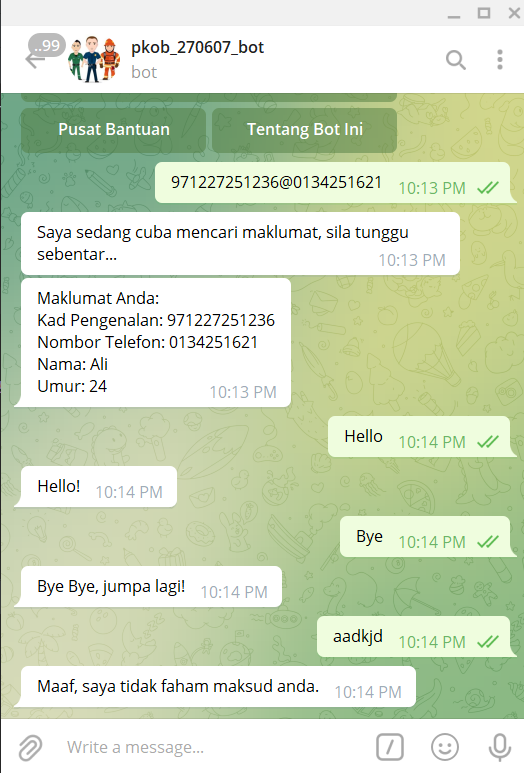 ..99
pkob_270607_bot
bot
Pusat Bantuan
Tentang Bot Ini
971227251236@0134251621 10:13 PM
Saya sedang cuba mencari maklumat, sila tunggu
sebentar... 10:13 PM
Maklumat Anda:
Kad Pengenalan: 971227251236
Nombor Telefon: 0134251621
Nama: Ali
Umur: 24 10:13 PM
Hello 10:14 PM
Hello! 10:14 PM
Bye 10:14 PM
Bye Bye, jumpa lagi! 10:14 PM
aadkjd 10:14 PM
Maaf, saya tidak faham maksud anda. 10:14 PM
Write a message...